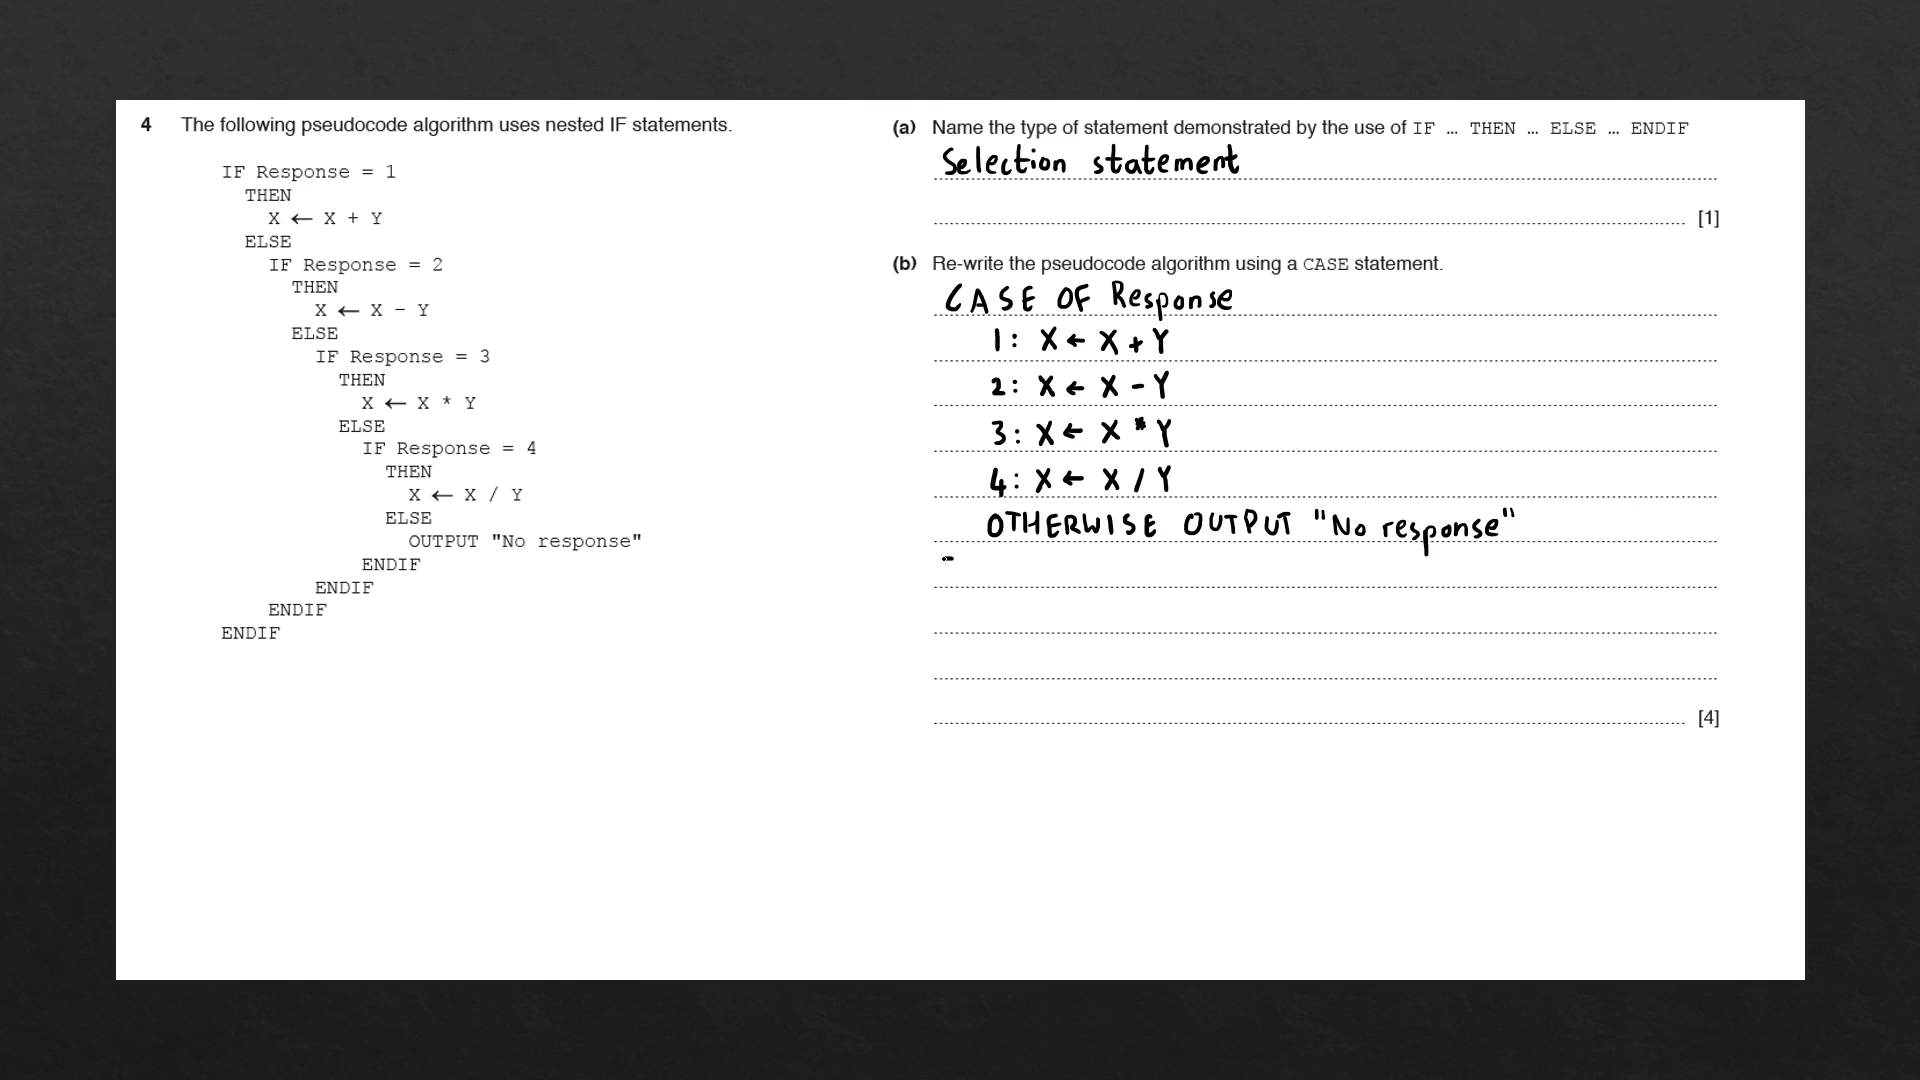 4 The following pseudocode algorithm uses nested IF statements.
IF Response = 1
THEN
X ← X + Y
ELSE
IF Response = 2
THEN
X ← X - Y
ELSE
IF Response = 3
THEN
X ← X * Y
ELSE
IF Response = 4
THEN
X ← X / Y
ELSE
OUTPUT "No response"
ENDIF
ENDIF
ENDIF
ENDIF
(a) Name the type of statement demonstrated by the use of IF … THEN … ELSE … ENDIF
Selection statement
[1]
(b) Re-write the pseudocode algorithm using a CASE statement.
CASE OF Response
1: X ← X + Y
2: X ← X - Y
3: X ← X * Y
4: X ← X / Y
OTHERWISE OUTPUT "No response"
[4]